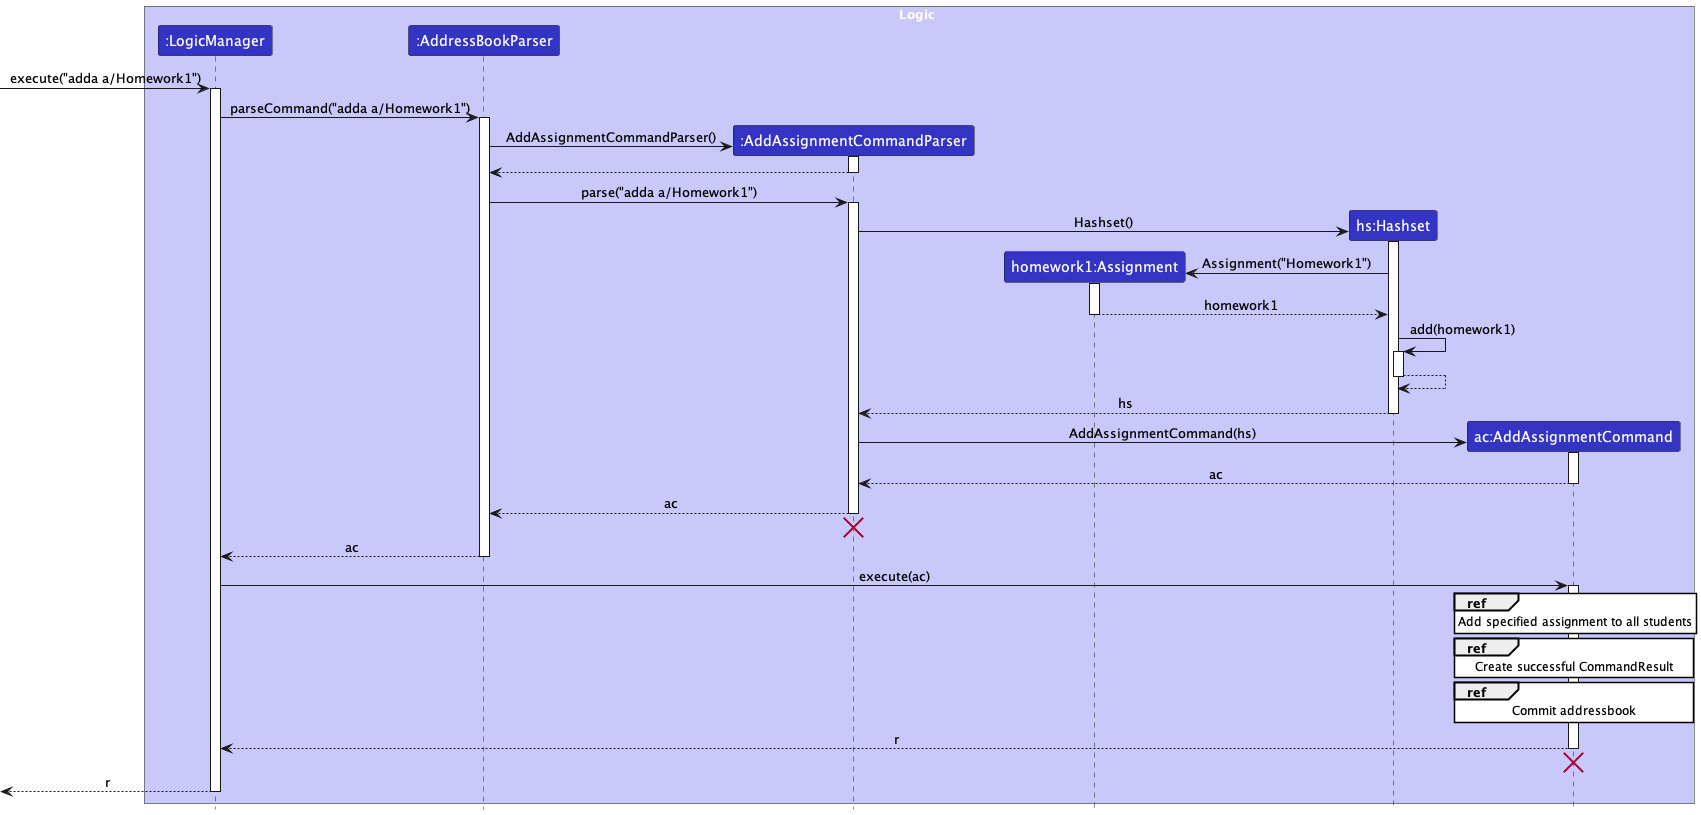 Logic
:LogicManager
:AddressBookParser
execute("adda a/Homework1")
parseCommand("adda a/Homework1")
AddAssignmentCommandParser()
:AddAssignmentCommandParser
parse("adda a/Homework1")
Hashset()
hs:Hashset
homework1:Assignment
Assignment("Homework1")
homework1
add(homework1)
hs
AddAssignmentCommand(hs)
ac:AddAssignmentCommand
ac
ac
ac
execute(ac)
ref
Add specified assignment to all students
ref
Create successful CommandResult
ref
Commit addressbook
r
r